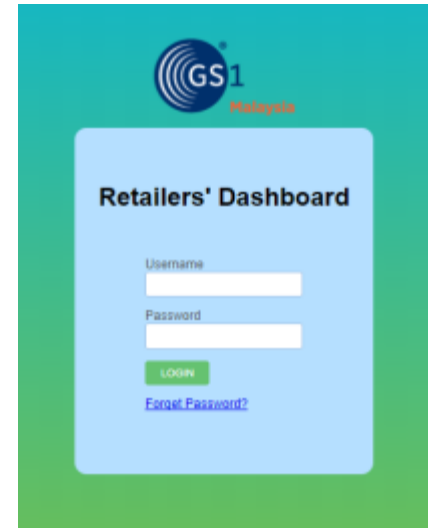 GS1
Malaysia
Retailers' Dashboard
Username
Password
LOGIN
Forget Password?